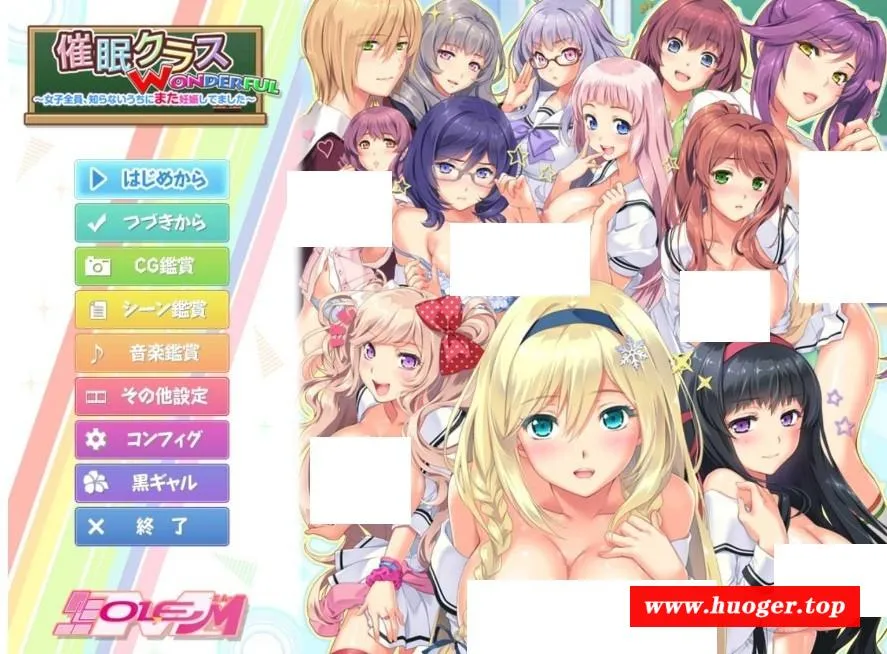 催眠クラス
WONDERFUL
～女子全員、知らないうちにまた妊娠してました～
はじめから
つづきから
CG鑑賞
シーン鑑賞
音楽鑑賞
その他設定
コンフィグ
黒ギャル
終了
www.huoger.top